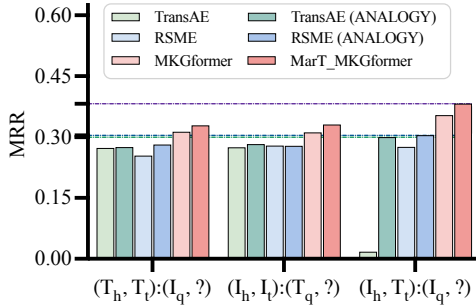 0.60
TransAE
TransAE (ANALOGY)
RSME
RSME (ANALOGY)
MKGformer
MarT_MKGformer
0.45
MRR
0.30
0.15
0.00
(T_h, T_t):(I_q, ?)
(I_h, I_t):(T_q, ?)
(I_h, T_t):(I_q, ?)